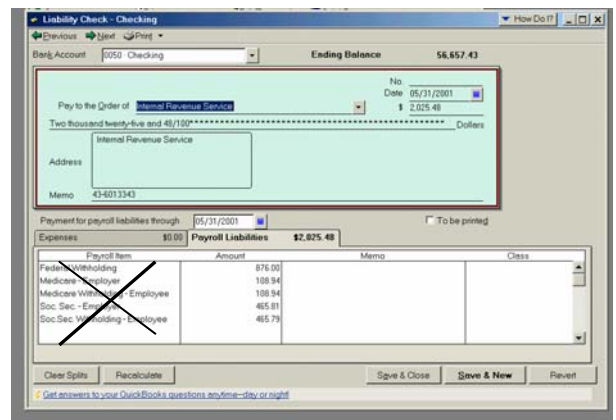 Liability Check - Checking How Do I?
Previous Next Print
Bank Account 0050 · Checking Ending Balance 56,657.43
No.
Date 05/31/2001
Pay to the Order of Internal Revenue Service $ 2,025.48
Two thousand twenty-five and 48/100* * * * * * * * * * * * * * * * * * * * * * * * * * * * * * * * * * * * * * * * * * * * * * Dollars
Internal Revenue Service
Address
Memo 43-6013343
Payment for payroll liabilities through 05/31/2001 To be printed
Expenses $0.00 Payroll Liabilities $2,025.48
Payroll Item Amount Memo Class
Federal Withholding 876.00
Medicare - Employer 108.94
Medicare Withholding - Employee 108.94
Soc. Sec. - Employer 465.81
Soc.Sec. Withholding - Employee 465.79
Clear Splits Recalculate Save & Close Save & New Revert
Get answers to your QuickBooks questions anytime--day or night!